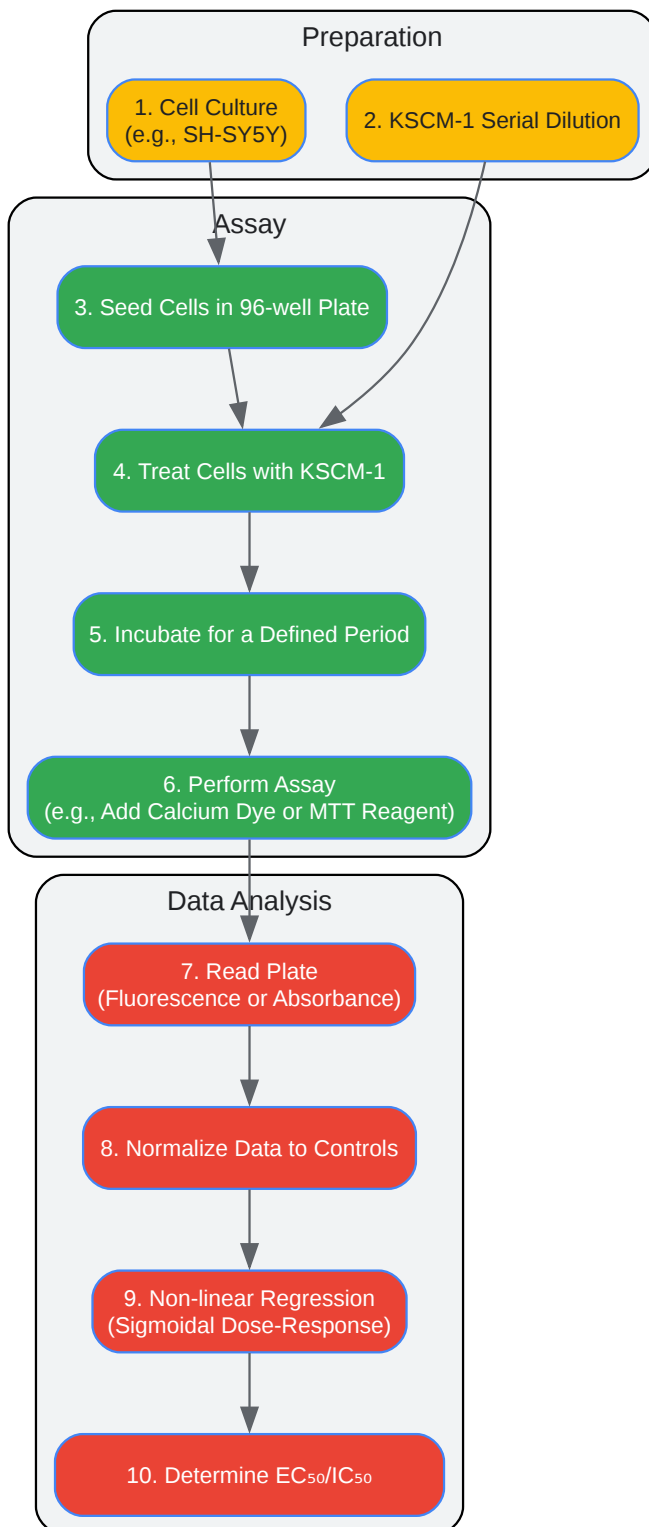 Preparation
1. Cell Culture
(e.g., SH-SY5Y)
2. KSCM-1 Serial Dilution
Assay
3. Seed Cells in 96-well Plate
4. Treat Cells with KSCM-1
5. Incubate for a Defined Period
6. Perform Assay
(e.g., Add Calcium Dye or MTT Reagent)
Data Analysis
7. Read Plate
(Fluorescence or Absorbance)
8. Normalize Data to Controls
9. Non-linear Regression
(Sigmoidal Dose-Response)
10. Determine EC₅₀/IC₅₀